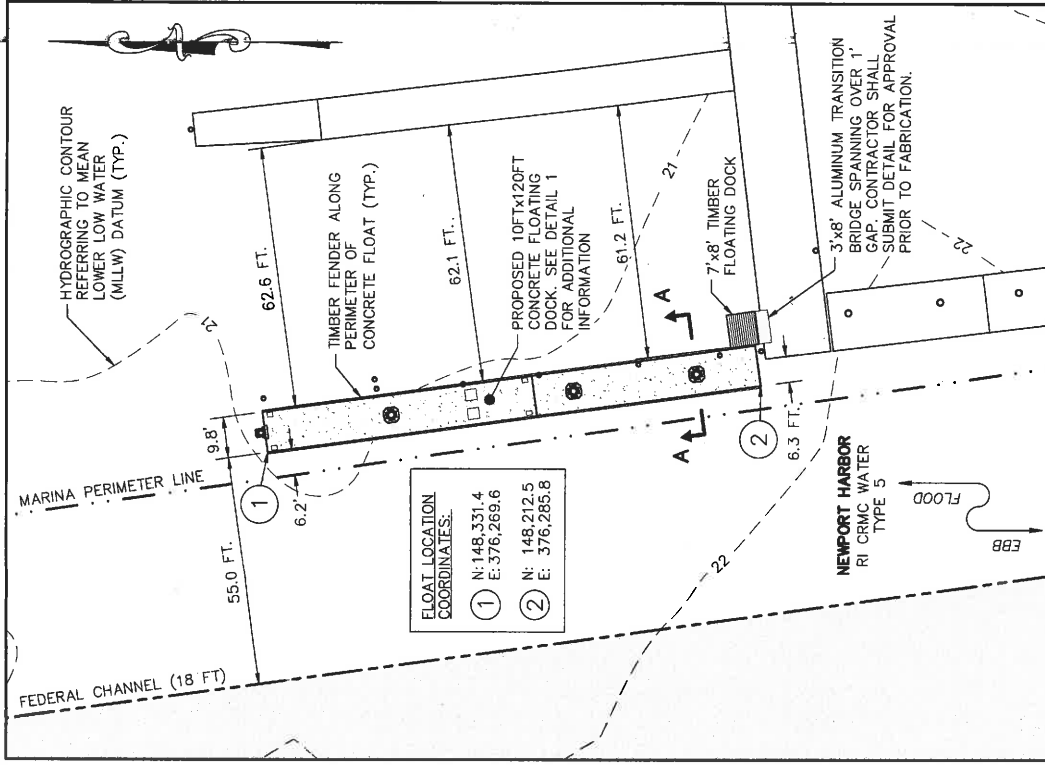 HYDROGRAPHIC CONTOUR
REFERRING TO MEAN
LOWER LOW WATER
(MLLW) DATUM (TYP.)
21
62.6 FT.
TIMBER FENDER ALONG
PERIMETER OF
CONCRETE FLOAT (TYP.)
62.1 FT.
21
PROPOSED 10FTx120FT
CONCRETE FLOATING
DOCK. SEE DETAIL 1
FOR ADDITIONAL
INFORMATION
61.2 FT.
A
7'x8' TIMBER
FLOATING DOCK
22
3'x8' ALUMINUM TRANSITION
BRIDGE SPANNING OVER 1'
GAP. CONTRACTOR SHALL
SUBMIT DETAIL FOR APPROVAL
PRIOR TO FABRICATION.
9.8'
MARINA PERIMETER LINE
1
6.2'
55.0 FT.
A
2
6.3 FT.
FLOAT LOCATION
COORDINATES:
1 N: 148,331.4
E: 376,269.6
2 N: 148,212.5
E: 376,285.8
22
NEWPORT HARBOR
RI CRMC WATER
TYPE 5
FLOOD
EBB
FEDERAL CHANNEL (18 FT)